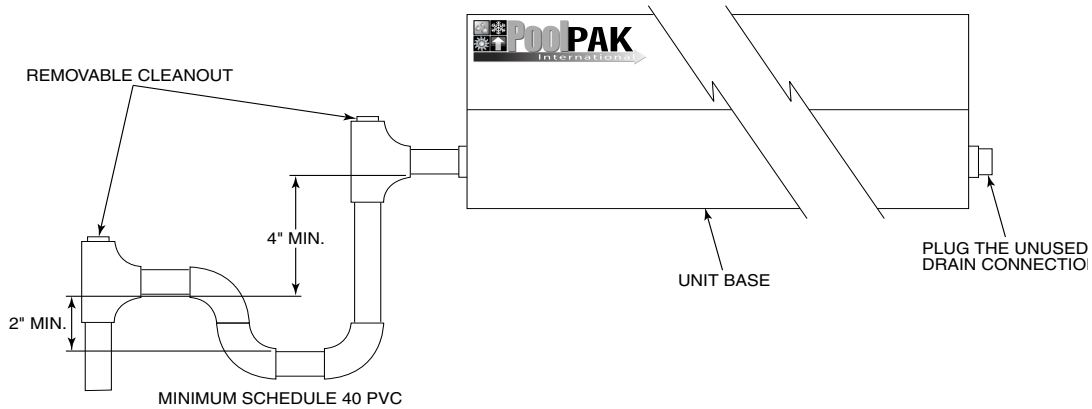 PoolPAK
International
REMOVABLE CLEANOUT
4" MIN.
2" MIN.
MINIMUM SCHEDULE 40 PVC
UNIT BASE
PLUG THE UNUSED
DRAIN CONNECTION